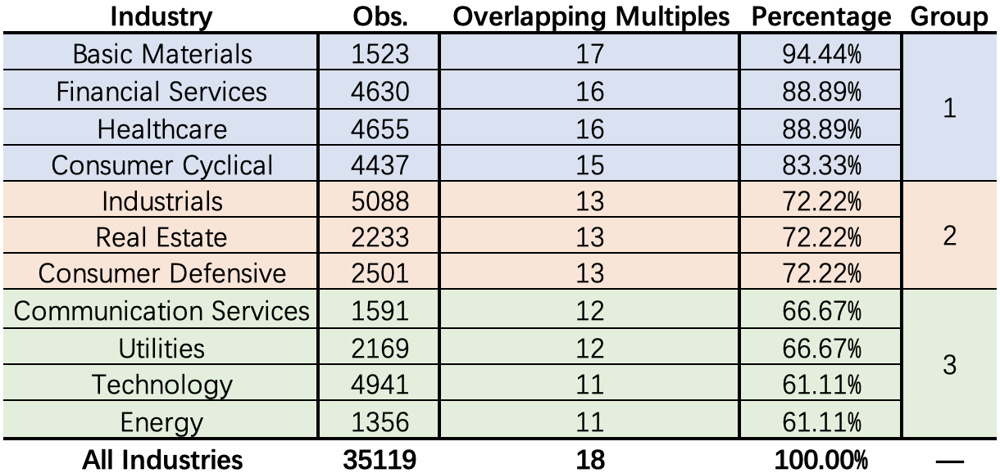 Industry Obs. Overlapping Multiples Percentage Group
Basic Materials 1523 17 94.44%
Financial Services 4630 16 88.89%
1
Healthcare 4655 16 88.89%
Consumer Cyclical 4437 15 83.33%
Industrials 5088 13 72.22%
Real Estate 2233 13 72.22% 2
Consumer Defensive 2501 13 72.22%
Communication Services 1591 12 66.67%
Utilities 2169 12 66.67%
3
Technology 4941 11 61.11%
Energy 1356 11 61.11%
All Industries 35119 18 100.00% —